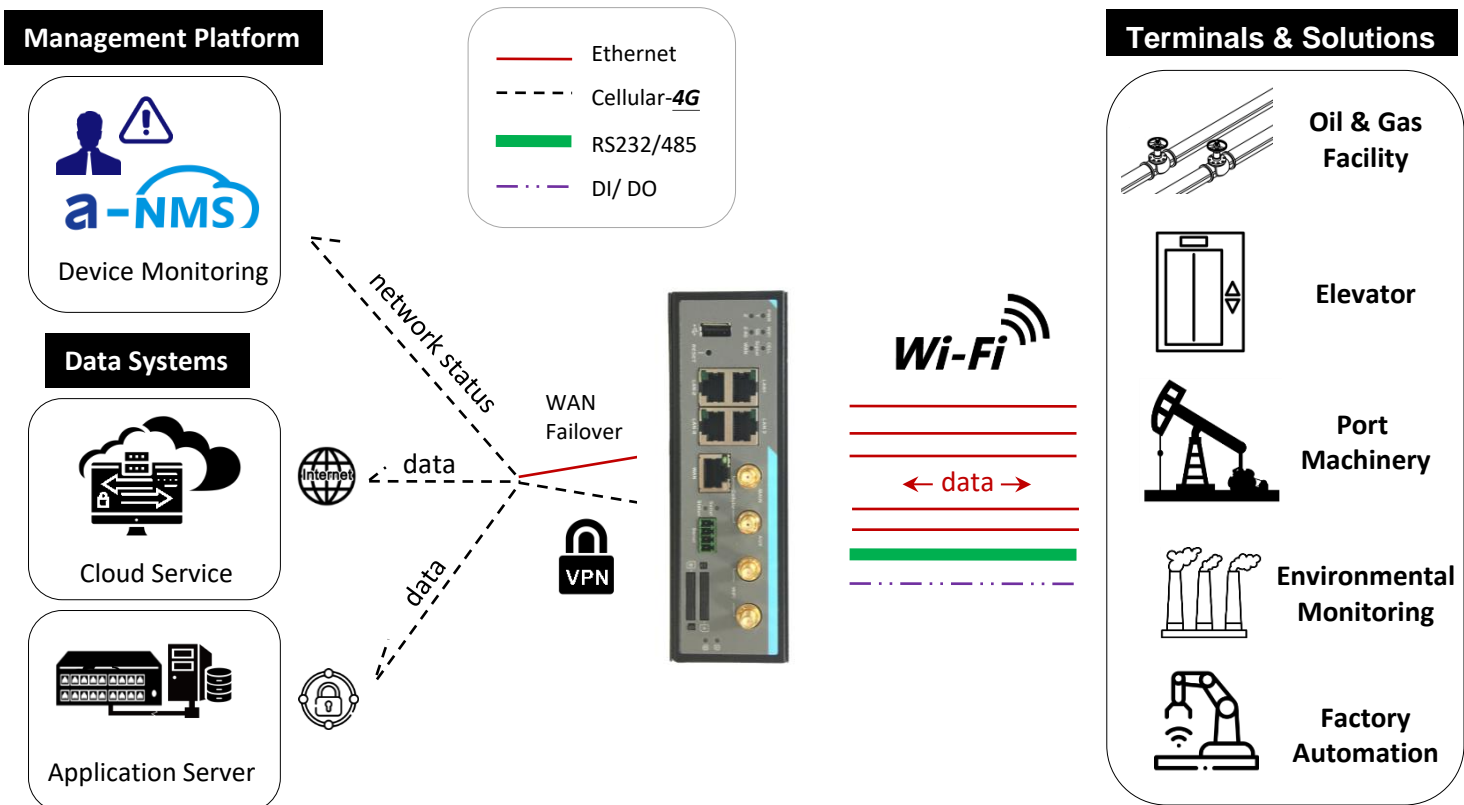 Management Platform
a-NMS
Device Monitoring
Data Systems
Cloud Service
Application Server
Ethernet
Cellular-4G
RS232/485
DI/ DO
network status
data
Internet
data
WAN
Failover
VPN
RESET
WAN
Wi-Fi
← data →
Terminals & Solutions
Oil & Gas
Facility
Elevator
Port
Machinery
Environmental
Monitoring
Factory
Automation